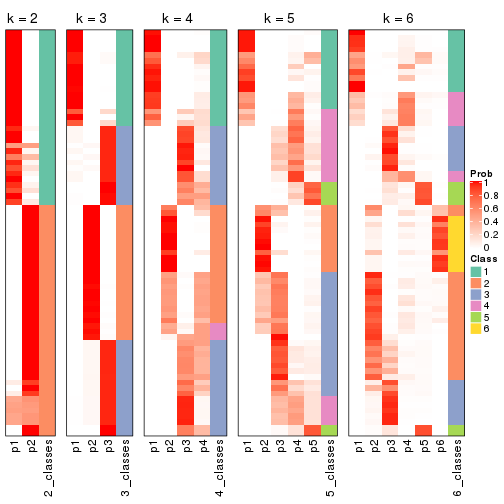 k = 2 k = 3 k = 4 k = 5 k = 6
Prob
1
0.8
0.6
0.4
0.2
0
Class
1
2
3
4
5
6
p1 p2 2_classes
p1 p2 p3 3_classes
p1 p2 p3 p4 4_classes
p1 p2 p3 p4 p5 5_classes
p1 p2 p3 p4 p5 p6 6_classes